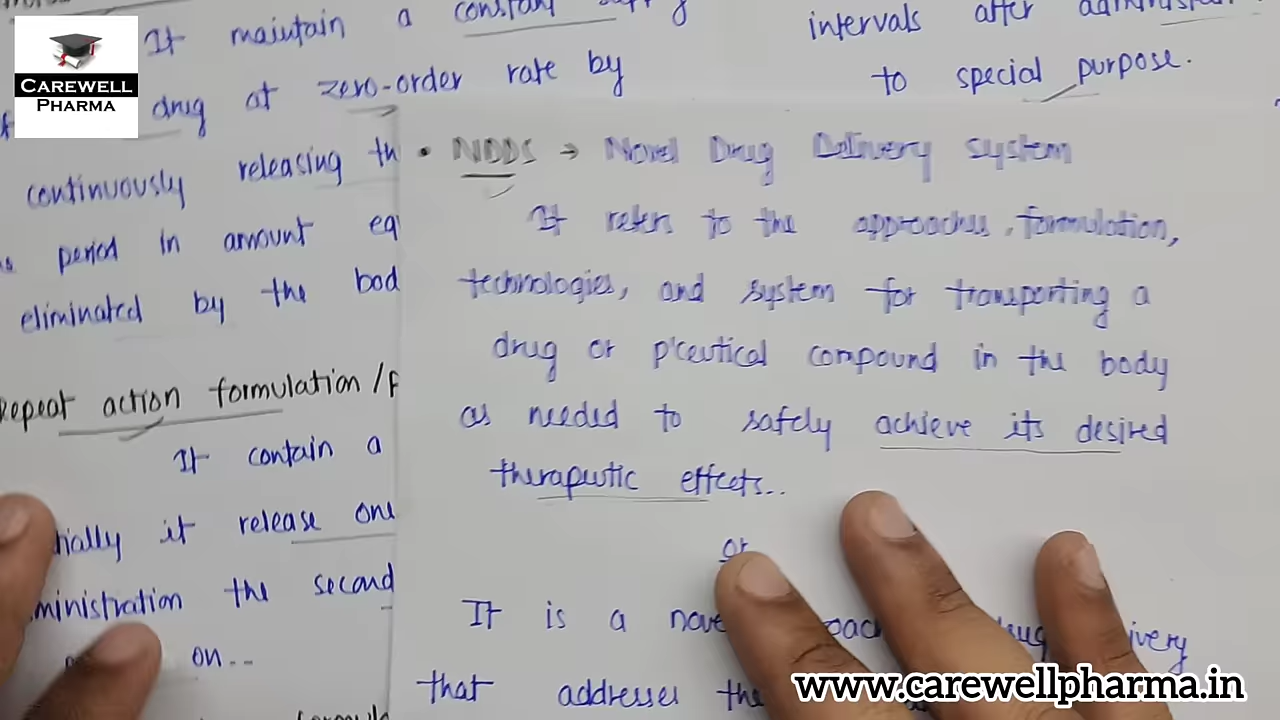 CAREWELL
PHARMA
It maintain a constant
drug at zero-order rate by
continuously releasing th
period in amount eq
eliminated by the bod
Repeat action formulation /
It contain a
tially it release one
ministration the second
on..
intervals after
to special purpose.
• NDDS → Novel Drug Delivery system
It refers to the approaches, formulation,
technologies, and system for transporting a
drug or p'ceutical compound in the body
as needed to safely achieve its desired
therapeutic effects..
or
It is a nove
that addresses the
www.carewellpharma.in